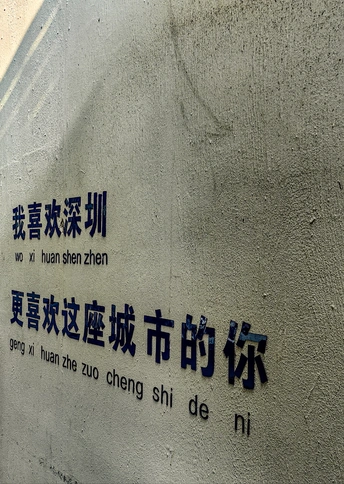 我喜欢深圳
wo xi huan shen zhen
更喜欢这座城市的你
geng xi huan zhe zuo cheng shi de ni